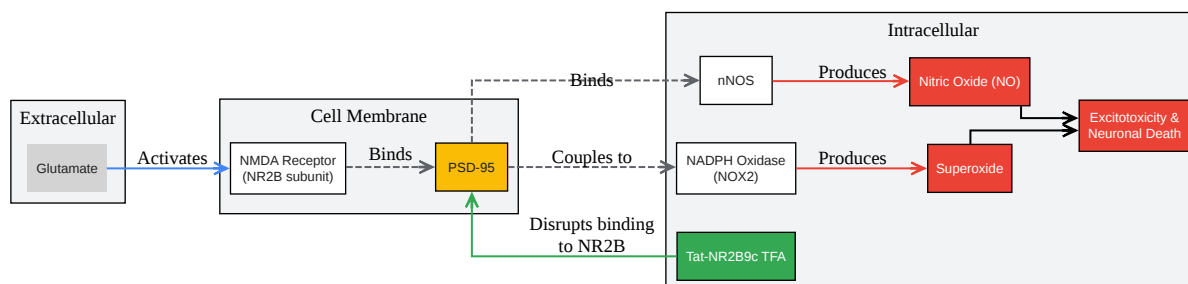 Extracellular
Glutamate
Activates
Cell Membrane
NMDA Receptor
(NR2B subunit)
Binds
PSD-95
Binds
Couples to
Disrupts binding
to NR2B
Intracellular
nNOS
Produces
Nitric Oxide (NO)
NADPH Oxidase
(NOX2)
Produces
Superoxide
Excitotoxicity &
Neuronal Death
Tat-NR2B9c TFA